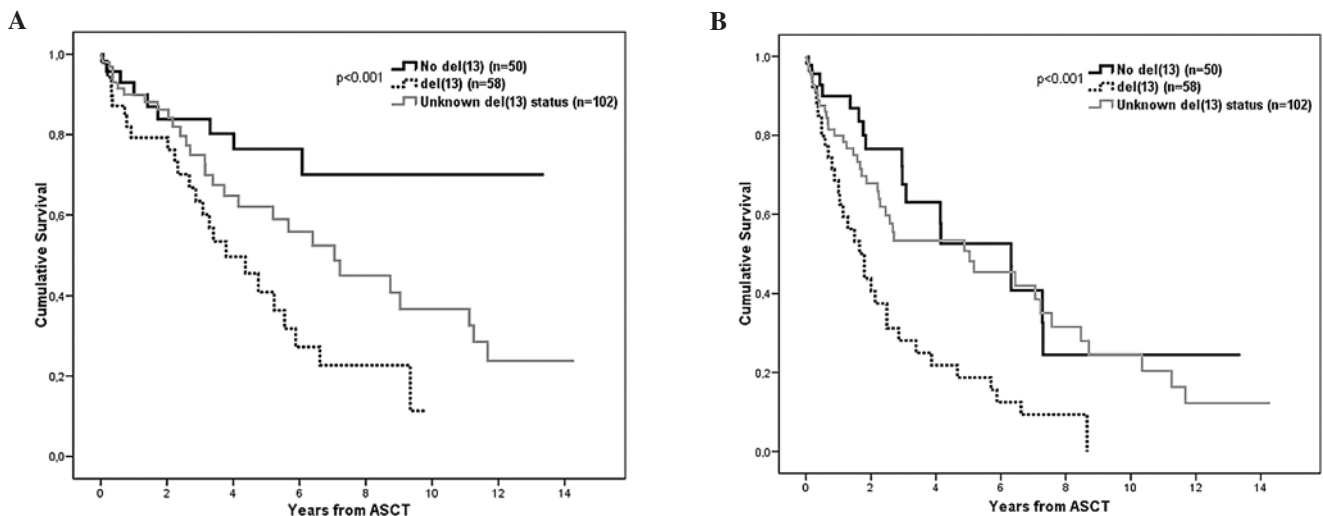 A
Cumulative Survival
1,0
0,8
0,6
0,4
0,2
0,0
p<0.001
No del(13) (n=50)
del(13) (n=58)
Unknown del(13) status (n=102)
0 2 4 6 8 10 12 14
Years from ASCT
B
Cumulative Survival
1,0
0,8
0,6
0,4
0,2
0,0
p<0.001
No del(13) (n=50)
del(13) (n=58)
Unknown del(13) status (n=102)
0 2 4 6 8 10 12 14
Years from ASCT